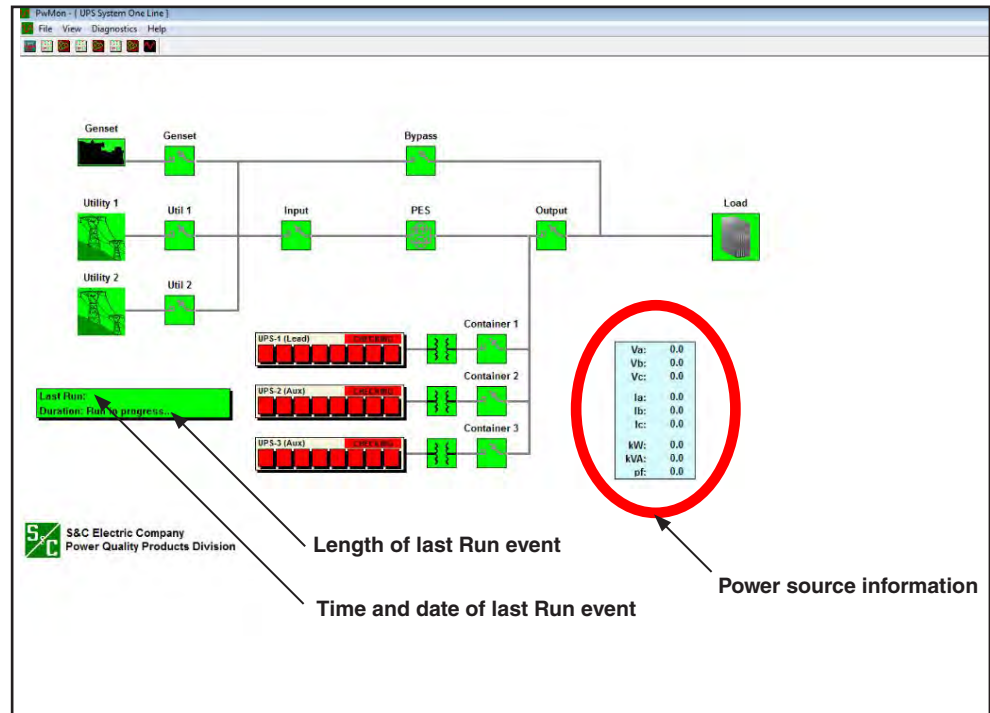 PwMon - [ UPS System One Line ]
File View Diagnostics Help
Genset
Genset
Bypass
Utility 1
Util 1
Input
PES
Output
Load
Utility 2
Util 2
Container 1
UPS-1 (Lead) CHECKING
Container 2
UPS-2 (Aux) CHECKING
Container 3
UPS-3 (Aux) CHECKING
Last Run:
Duration: Run in progress...
Va: 0.0
Vb: 0.0
Vc: 0.0
Ia: 0.0
Ib: 0.0
Ic: 0.0
kW: 0.0
kVA: 0.0
pf: 0.0
S&C
S&C Electric Company
Power Quality Products Division
Length of last Run event
Power source information
Time and date of last Run event